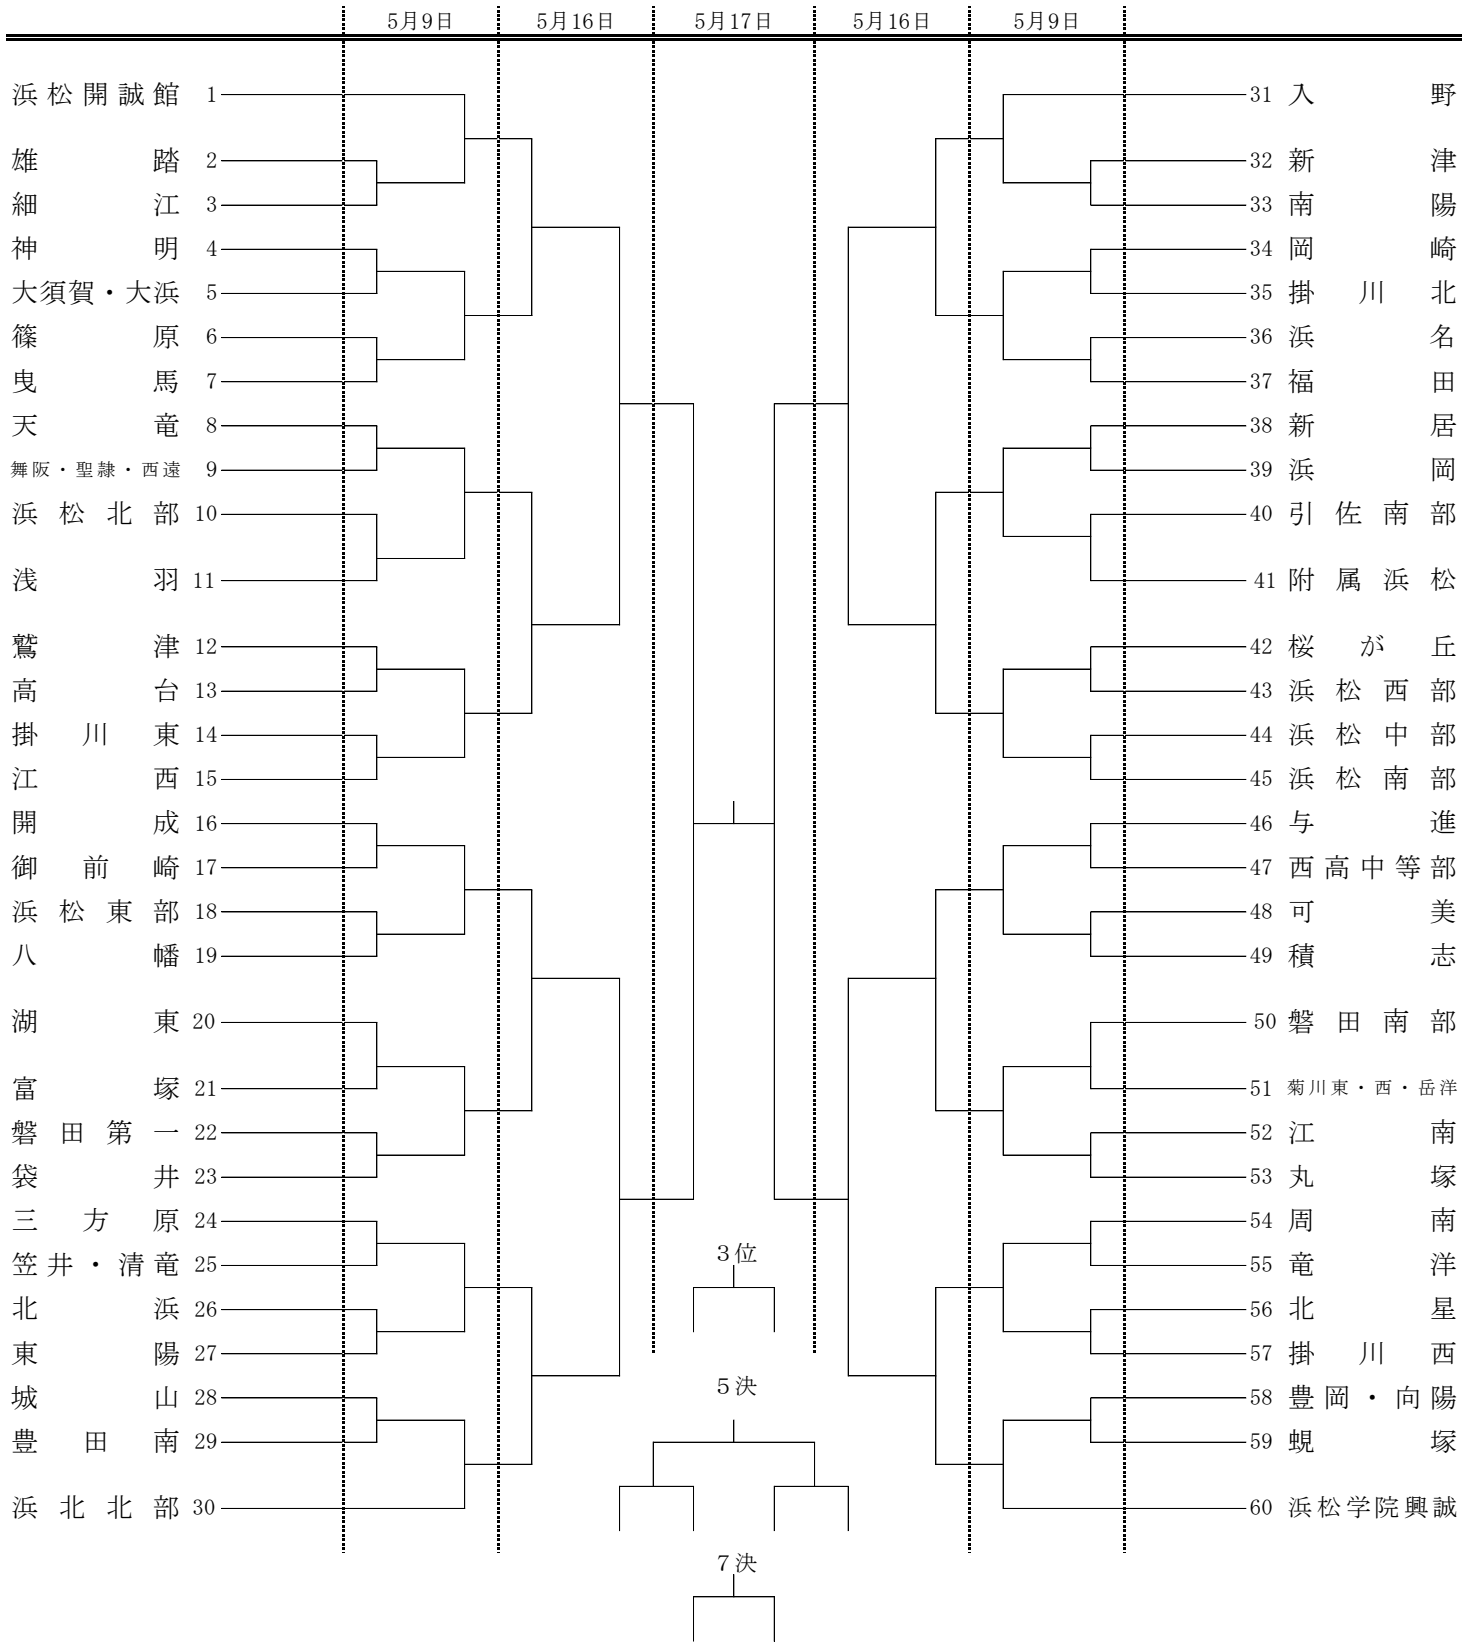 5月9日 5月16日 5月17日 5月16日 5月9日
浜松開誠館 1
雄踏 2
細江 3
神明 4
大須賀・大浜 5
篠原 6
曳馬 7
天竜 8
舞阪・聖隷・西遠 9
浜松北部 10
浅羽 11
鷲津 12
高台 13
掛川東 14
江西 15
開成 16
御前崎 17
浜松東部 18
八幡 19
湖東 20
富塚 21
磐田第一 22
袋井 23
三方原 24
笠井・清竜 25
北浜 26
東陽 27
城山 28
豊田南 29
浜北北部 30
3位
5決
7決
31 入野
32 新津
33 南陽
34 岡崎
35 掛川北
36 浜名
37 福田
38 新居
39 浜岡
40 引佐南部
41 附属浜松
42 桜が丘
43 浜松西部
44 浜松中部
45 浜松南部
46 与進
47 西高中等部
48 可美
49 積志
50 磐田南部
51 菊川東・西・岳洋
52 江南
53 丸塚
54 周南
55 竜洋
56 北星
57 掛川西
58 豊岡・向陽
59 蜆塚
60 浜松学院興誠